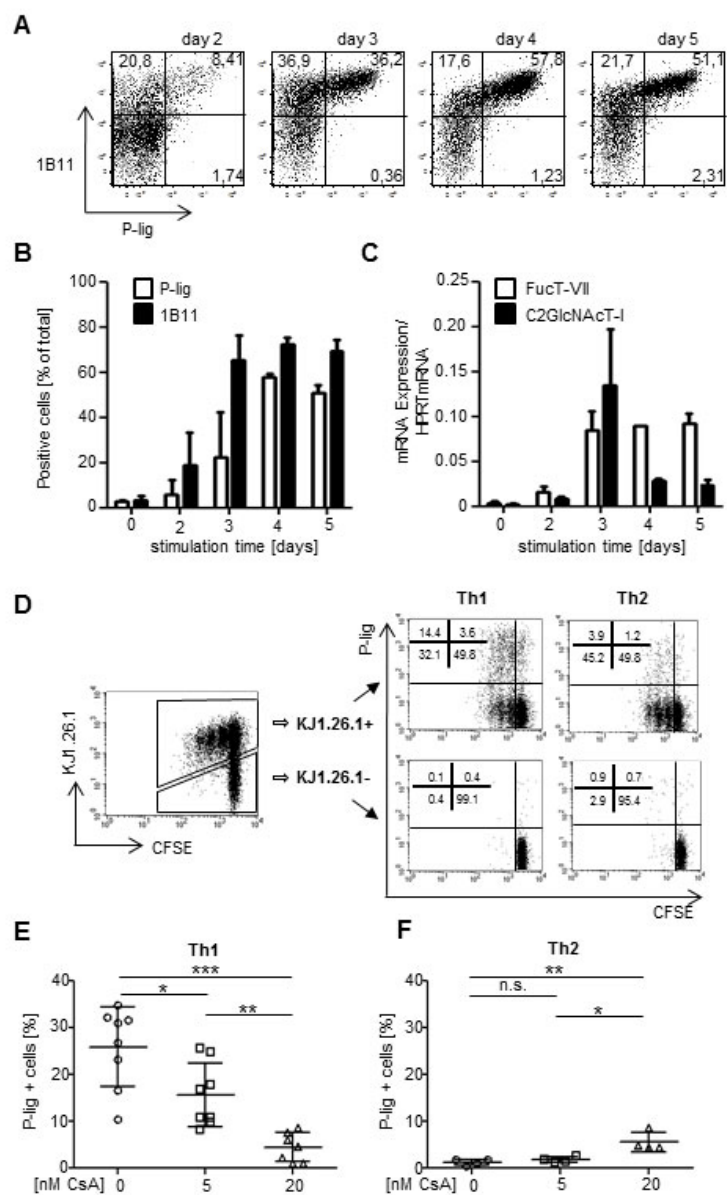 A
day 2 day 3 day 4 day 5
20,8 8,41 36,9 36,2 17,6 57,8 21,7 51,1
1,74 0,36 1,23 2,31
1B11
P-lig
B
Positive cells [% of total]
100
80
60
40
20
0
P-lig
1B11
0 2 3 4 5
stimulation time [days]
C
mRNA Expression/
HPRTmRNA
0.25
0.20
0.15
0.10
0.05
0
FucT-VII
C2GlcNAcT-I
0 2 3 4 5
stimulation time [days]
D
KJ1.26.1
CFSE
⇨ KJ1.26.1+
⇨ KJ1.26.1-
Th1 Th2
P-lig
14.4 3.6
32.1 49.8
3.9 1.2
45.2 49.8
0.1 0.4
0.4 99.1
0.9 0.7
2.9 95.4
CFSE
E
Th1
P-lig + cells [%]
40
30
20
10
0
***
*
**
[nM CsA] 0 5 20
F
Th2
P-lig + cells [%]
40
30
20
10
0
**
n.s.
*
[nM CsA] 0 5 20